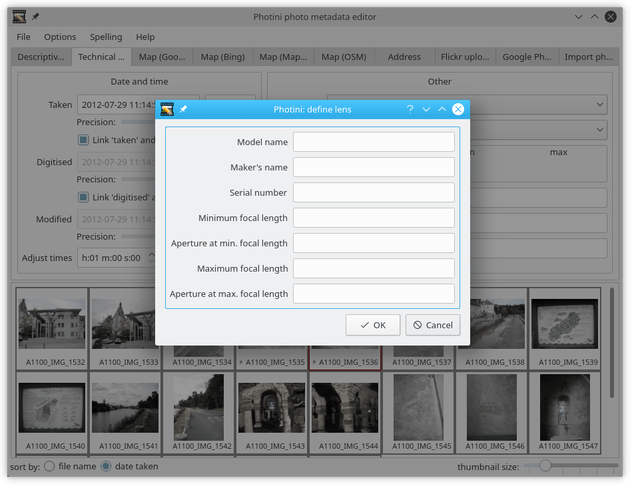 Photini photo metadata editor
File Options Spelling Help
Descriptiv... Technical ... Map (Goo... Map (Bing) Map (Map... Map (OSM) Address Flickr uplo... Google Ph... Import ph...
Date and time
Other
Taken 2012-07-29 11:14:
Precision:
Link 'taken' and
Digitised 2012-07-29 11:14:
Link 'digitised' a
Modified 2012-07-29 11:14:
Precision:
Adjust times h:01 m:00 s:00
max
Photini: define lens
Model name
Maker's name
Serial number
Minimum focal length
Aperture at min. focal length
Maximum focal length
Aperture at max. focal length
OK Cancel
A1100_IMG_1532 A1100_IMG_1533 A1100_IMG_1534 A1100_IMG_1535 A1100_IMG_1536 A1100_IMG_1537 A1100_IMG_1538 A1100_IMG_1539
A1100_IMG_1540 A1100_IMG_1541 A1100_IMG_1542 A1100_IMG_1543 A1100_IMG_1544 A1100_IMG_1545 A1100_IMG_1546 A1100_IMG_1547
sort by: file name date taken thumbnail size: